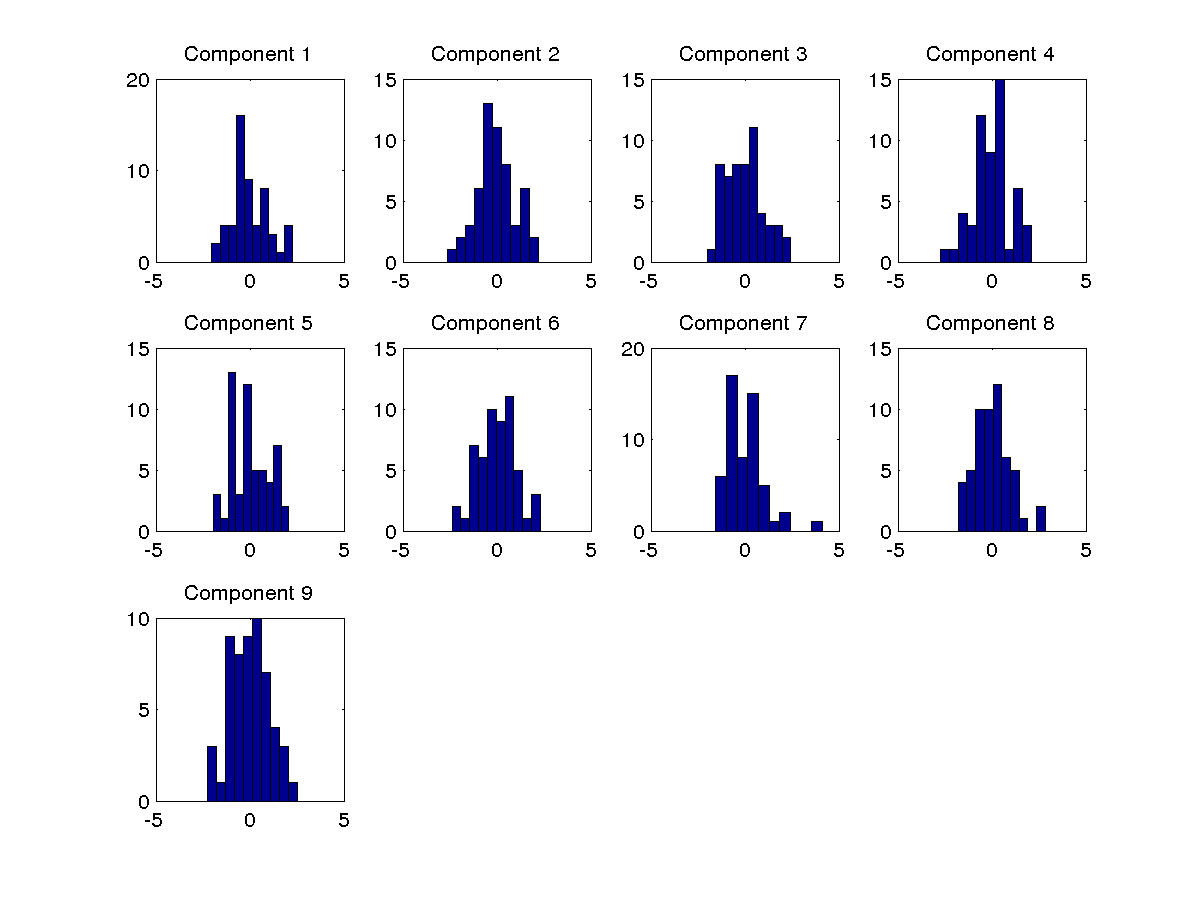 Component 1 Component 2 Component 3 Component 4
20 15 15 15
10 10 10 10
5 5 5
0 0 0 0
-5 0 5 -5 0 5 -5 0 5 -5 0 5
Component 5 Component 6 Component 7 Component 8
15 15 20 15
10 10 10 10
5 5 5
0 0 0 0
-5 0 5 -5 0 5 -5 0 5 -5 0 5
Component 9
10
5
0
-5 0 5